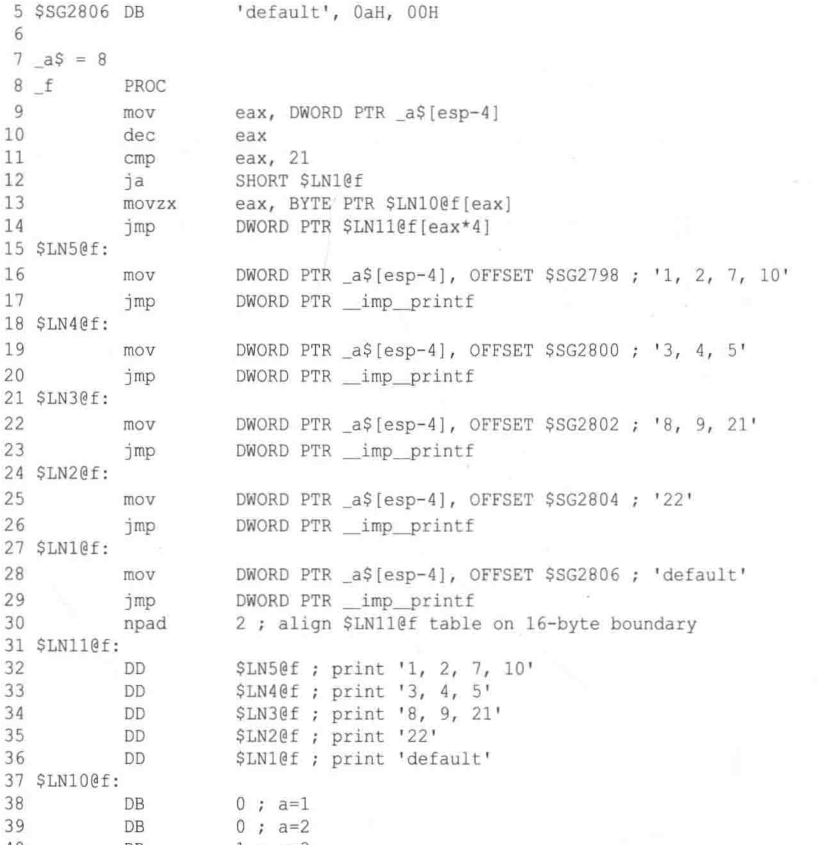 5 $SG2806 DB 'default', 0aH, 00H
6
7 _a$ = 8
8 _f PROC
9 mov eax, DWORD PTR _a$[esp-4]
10 dec eax
11 cmp eax, 21
12 ja SHORT $LN1@f
13 movzx eax, BYTE PTR $LN10@f[eax]
14 jmp DWORD PTR $LN11@f[eax*4]
15 $LN5@f:
16 mov DWORD PTR _a$[esp-4], OFFSET $SG2798 ; '1, 2, 7, 10'
17 jmp DWORD PTR __imp__printf
18 $LN4@f:
19 mov DWORD PTR _a$[esp-4], OFFSET $SG2800 ; '3, 4, 5'
20 jmp DWORD PTR __imp__printf
21 $LN3@f:
22 mov DWORD PTR _a$[esp-4], OFFSET $SG2802 ; '8, 9, 21'
23 jmp DWORD PTR __imp__printf
24 $LN2@f:
25 mov DWORD PTR _a$[esp-4], OFFSET $SG2804 ; '22'
26 jmp DWORD PTR __imp__printf
27 $LN1@f:
28 mov DWORD PTR _a$[esp-4], OFFSET $SG2806 ; 'default'
29 jmp DWORD PTR __imp__printf
30 npad 2 ; align $LN11@f table on 16-byte boundary
31 $LN11@f:
32 DD $LN5@f ; print '1, 2, 7, 10'
33 DD $LN4@f ; print '3, 4, 5'
34 DD $LN3@f ; print '8, 9, 21'
35 DD $LN2@f ; print '22'
36 DD $LN1@f ; print 'default'
37 $LN10@f:
38 DB 0 ; a=1
39 DB 0 ; a=2